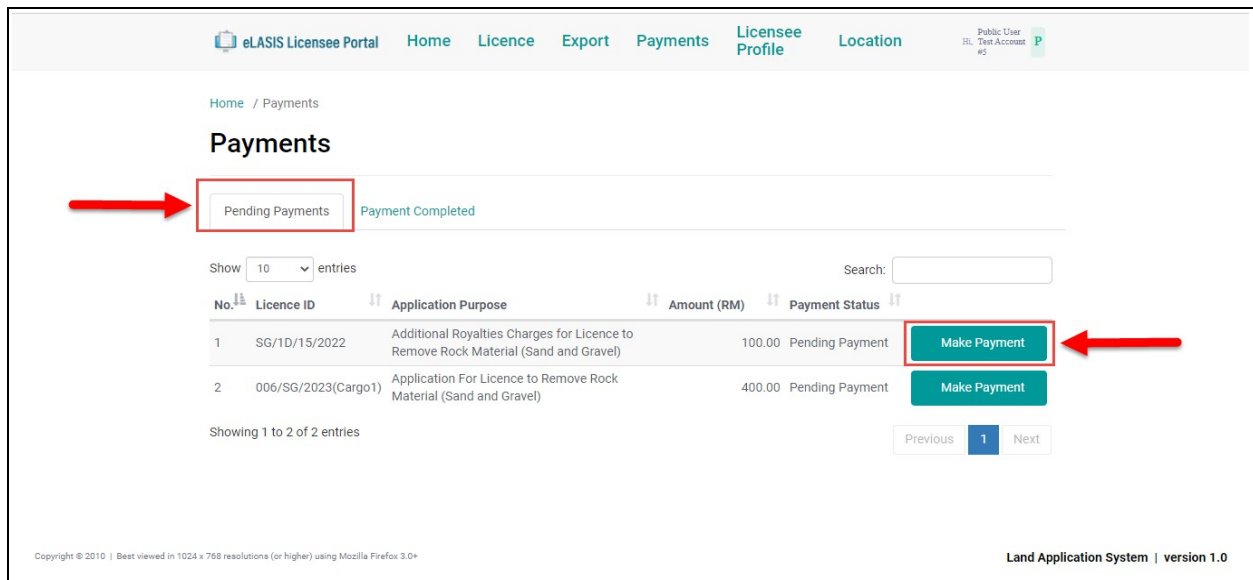 eLASIS Licensee Portal Home Licence Export Payments Licensee Profile Location Hi, Public User Test Account #5 P
Home / Payments
Payments
Pending Payments Payment Completed
Show 10 entries Search:
No. Licence ID Application Purpose Amount (RM) Payment Status
1 SG/1D/15/2022 Additional Royalties Charges for Licence to Remove Rock Material (Sand and Gravel) 100.00 Pending Payment Make Payment
2 006/SG/2023(Cargo1) Application For Licence to Remove Rock Material (Sand and Gravel) 400.00 Pending Payment Make Payment
Showing 1 to 2 of 2 entries Previous 1 Next
Copyright © 2010 | Best viewed in 1024 x 768 resolutions (or higher) using Mozilla Firefox 3.0+ Land Application System | version 1.0